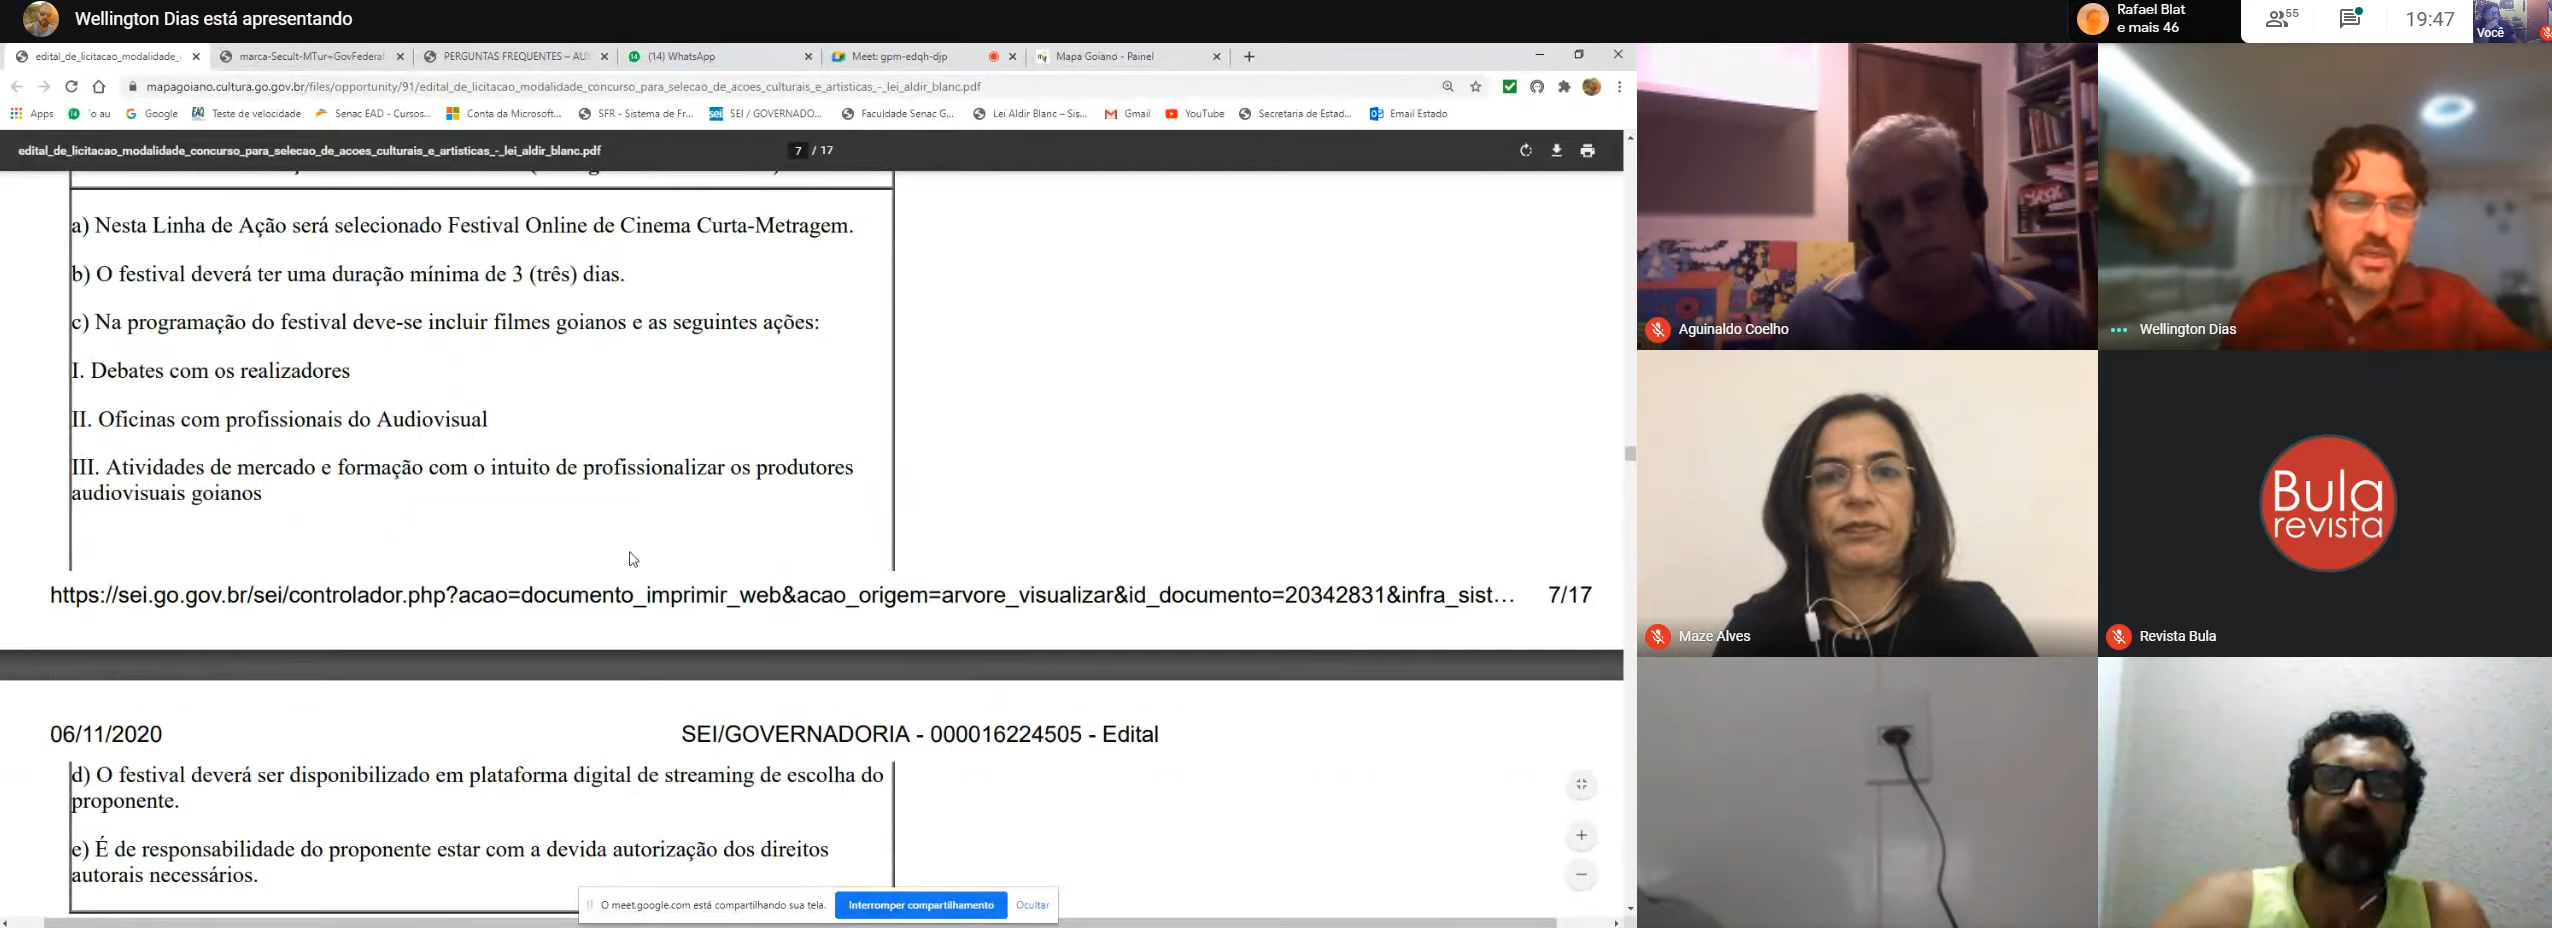 Wellington Dias está apresentando
Rafael Blat
e mais 46
55
19:47
Você
edital_de_licitacao_modalidade_
marca-Secult-MTur+GovFederal
PERGUNTAS FREQUENTES – AUX
(14) WhatsApp
Meet: gpm-edqh-djp
Mapa Goiano - Painel
mapagoiano.cultura.go.gov.br/files/opportunity/91/edital_de_licitacao_modalidade_concurso_para_selecao_de_acoes_culturais_e_artisticas_-_lei_aldir_blanc.pdf
Apps
'o au
Google
Teste de velocidade
Senac EAD - Cursos...
Conta da Microsoft...
SFR - Sistema de Fr...
SEI / GOVERNADO...
Faculdade Senac G...
Lei Aldir Blanc – Sis...
Gmail
YouTube
Secretaria de Estad...
Email Estado
edital_de_licitacao_modalidade_concurso_para_selecao_de_acoes_culturais_e_artisticas_-_lei_aldir_blanc.pdf
7 / 17
a) Nesta Linha de Ação será selecionado Festival Online de Cinema Curta-Metragem.
b) O festival deverá ter uma duração mínima de 3 (três) dias.
c) Na programação do festival deve-se incluir filmes goianos e as seguintes ações:
I. Debates com os realizadores
II. Oficinas com profissionais do Audiovisual
III. Atividades de mercado e formação com o intuito de profissionalizar os produtores
audiovisuais goianos
https://sei.go.gov.br/sei/controlador.php?acao=documento_imprimir_web&acao_origem=arvore_visualizar&id_documento=20342831&infra_sist...
7/17
06/11/2020
SEI/GOVERNADORIA - 000016224505 - Edital
d) O festival deverá ser disponibilizado em plataforma digital de streaming de escolha do
proponente.
e) É de responsabilidade do proponente estar com a devida autorização dos direitos
autorais necessários.
O meet.google.com está compartilhando sua tela.
Interromper compartilhamento
Ocultar
Aguinaldo Coelho
Wellington Dias
Maze Alves
Bula
revista
Revista Bula